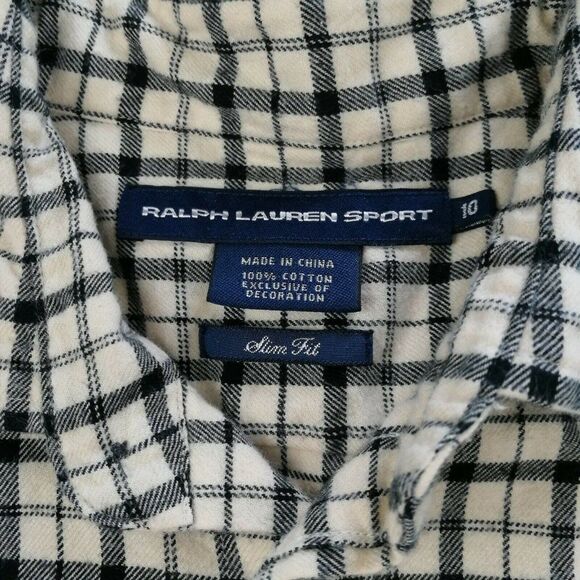 RALPH LAUREN SPORT 10
MADE IN CHINA
100% COTTON
EXCLUSIVE OF
DECORATION
Slim Fit